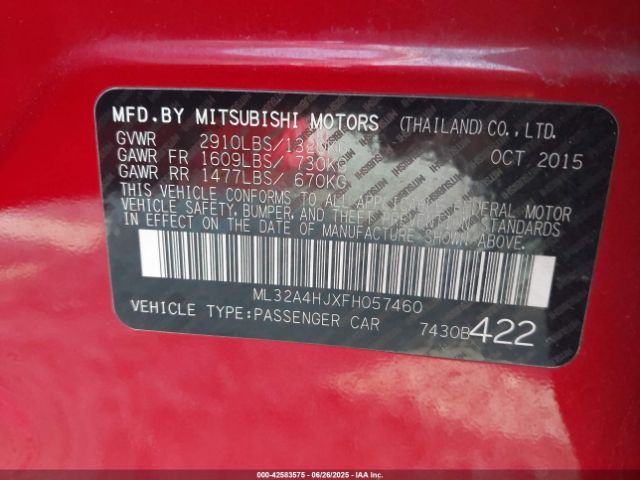 MFD.BY MITSUBISHI MOTORS (THAILAND)CO.,LTD.
GVWR 2910LBS/1320KG OCT 2015
GAWR FR 1609LBS/ 730KG
GAWR RR 1477LBS/ 670KG
THIS VEHICLE CONFORMS TO ALL APPLICABLE FEDERAL MOTOR
VEHICLE SAFETY, BUMPER, AND THEFT PREVENTION STANDARDS
IN EFFECT ON THE DATE OF MANUFACTURE SHOWN ABOVE.
ML32A4HJXFH057460
VEHICLE TYPE:PASSENGER CAR 7430B422
000-42583575 | 06/26/2025 - IAAI.com